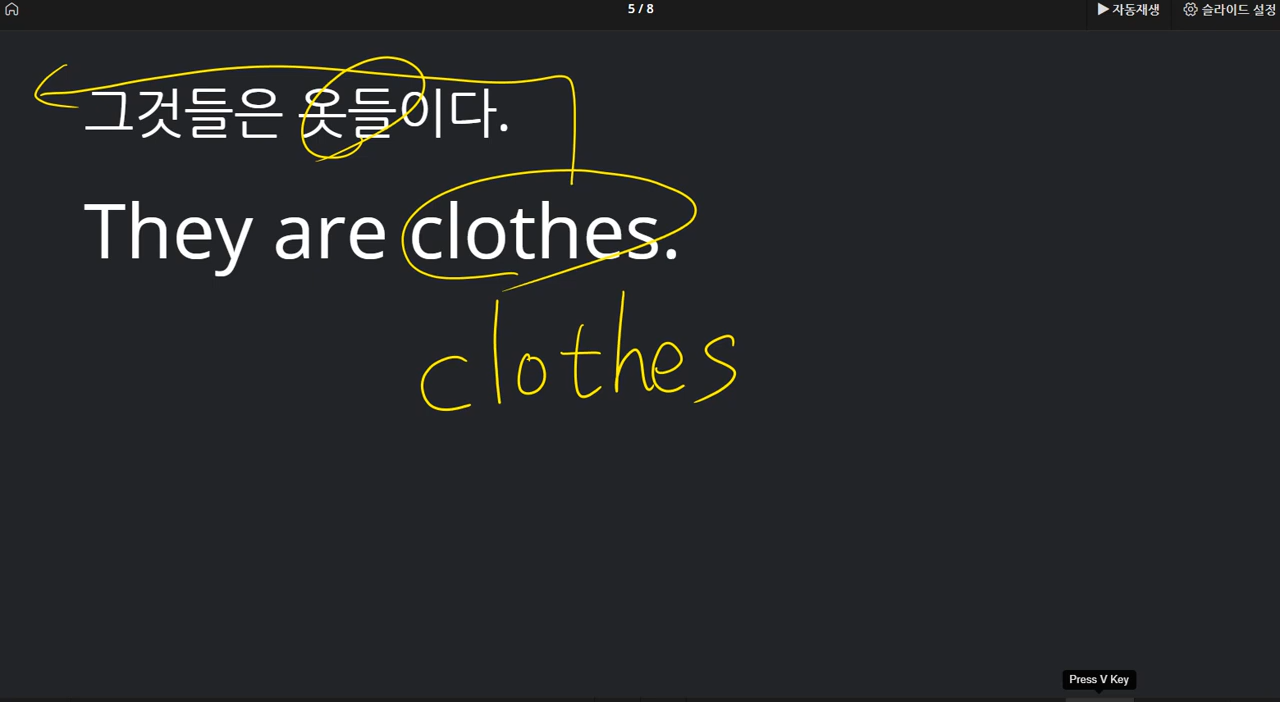 5 / 8
▶ 자동재생
슬라이드 설정
그것들은 옷들이다.
They are clothes.
clothes
Press V Key